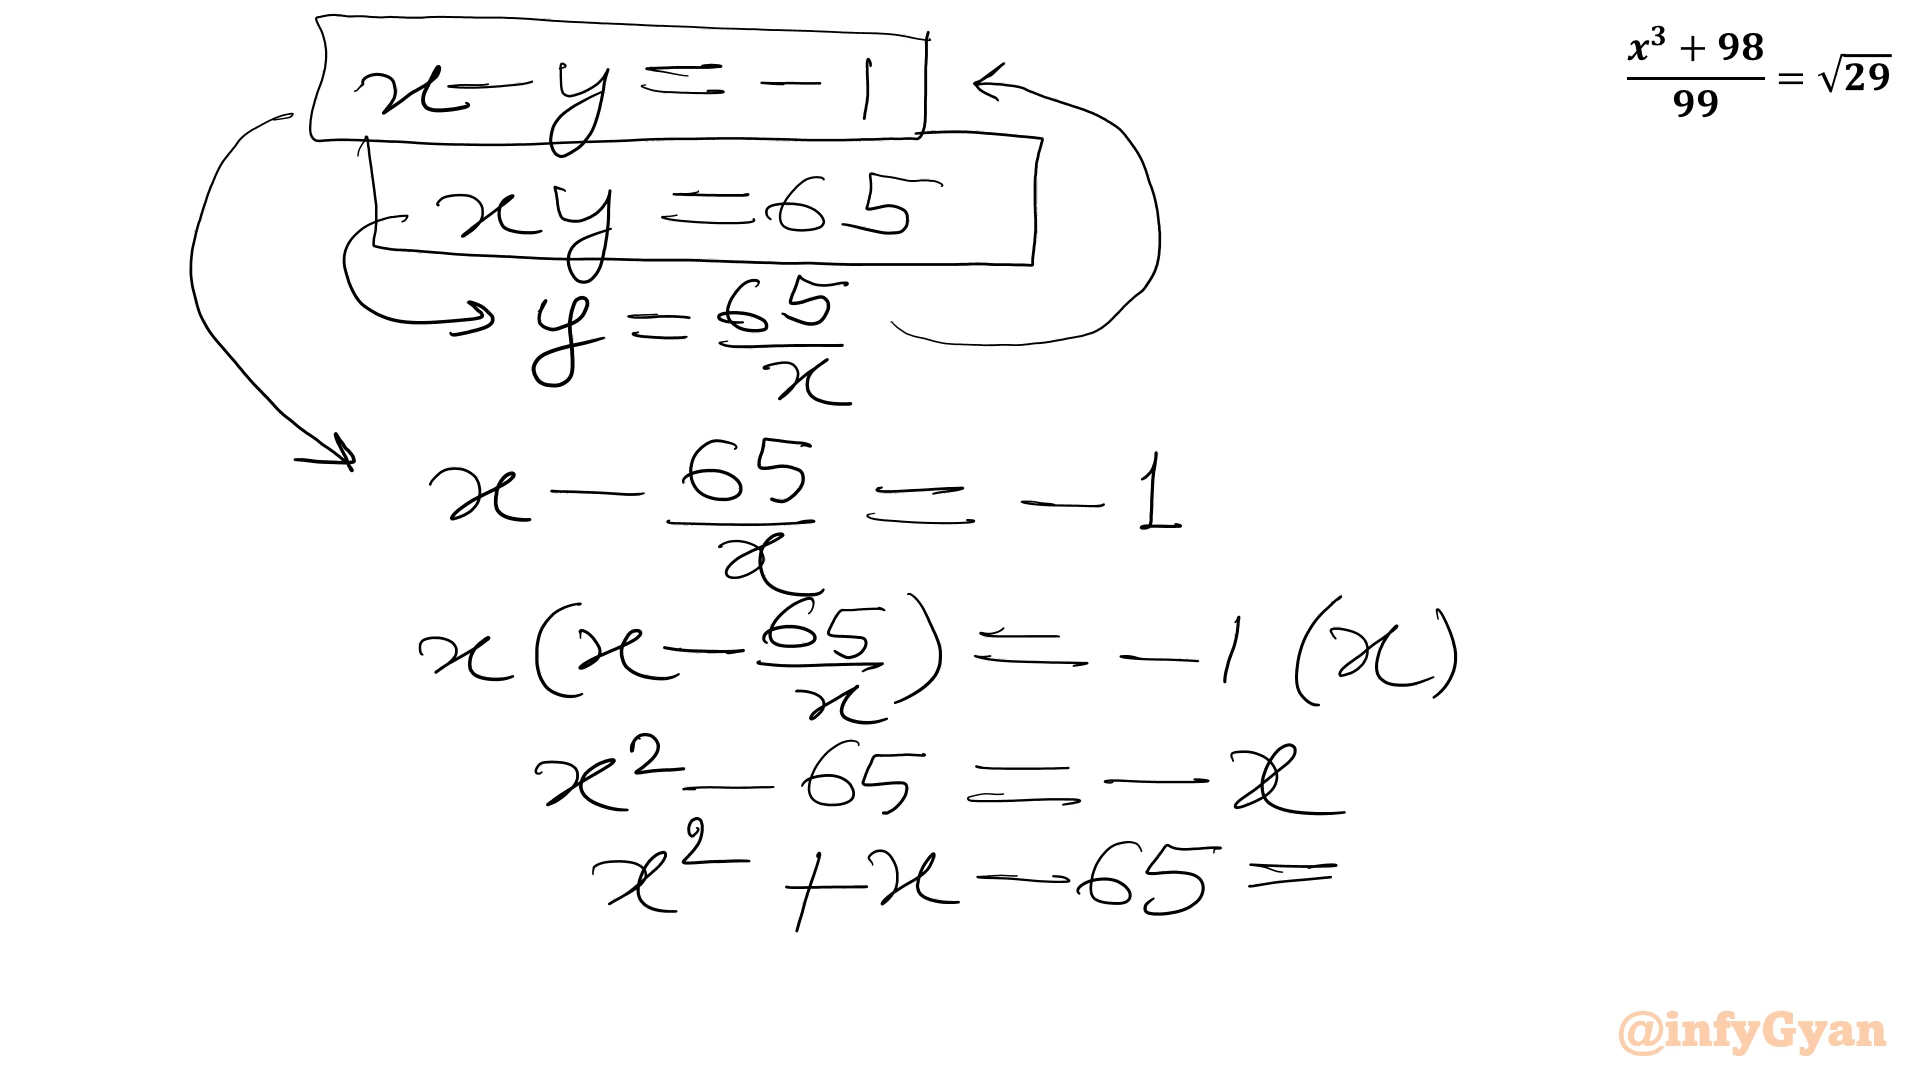 x - y = -1
xy = 65
y = 65/x
x - 65/x = -1
x(x - 65/x) = -1(x)
x² - 65 = -x
x² + x - 65 =
(x³ + 98)/99 = √29
@infyGyan